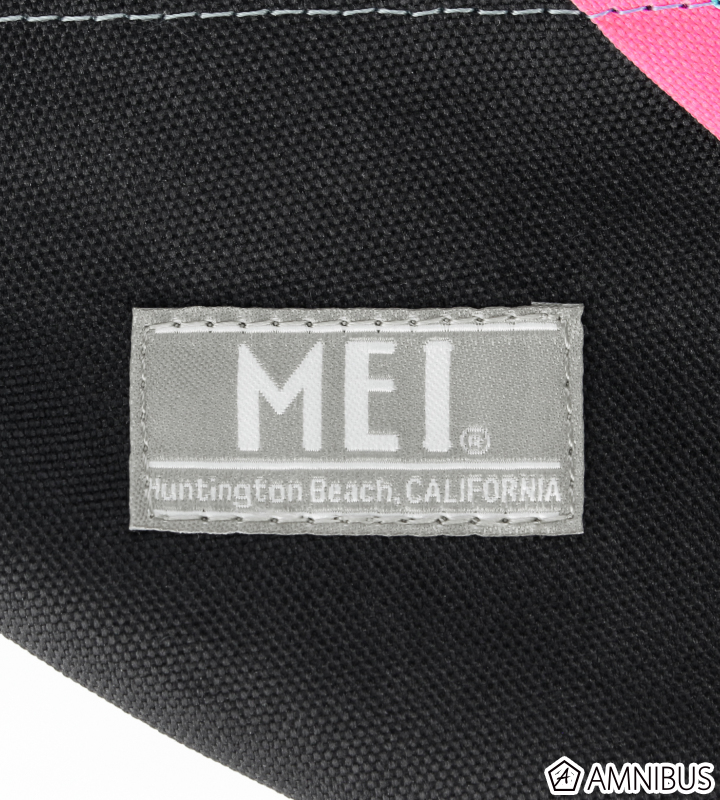 MEI®
Huntington Beach, CALIFORNIA
AMNIBUS